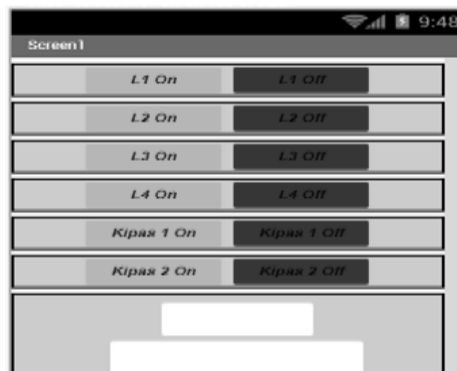 9:48
Screen1
L1 On L1 Off
L2 On L2 Off
L3 On L3 Off
L4 On L4 Off
Kipas 1 On Kipas 1 Off
Kipas 2 On Kipas 2 Off